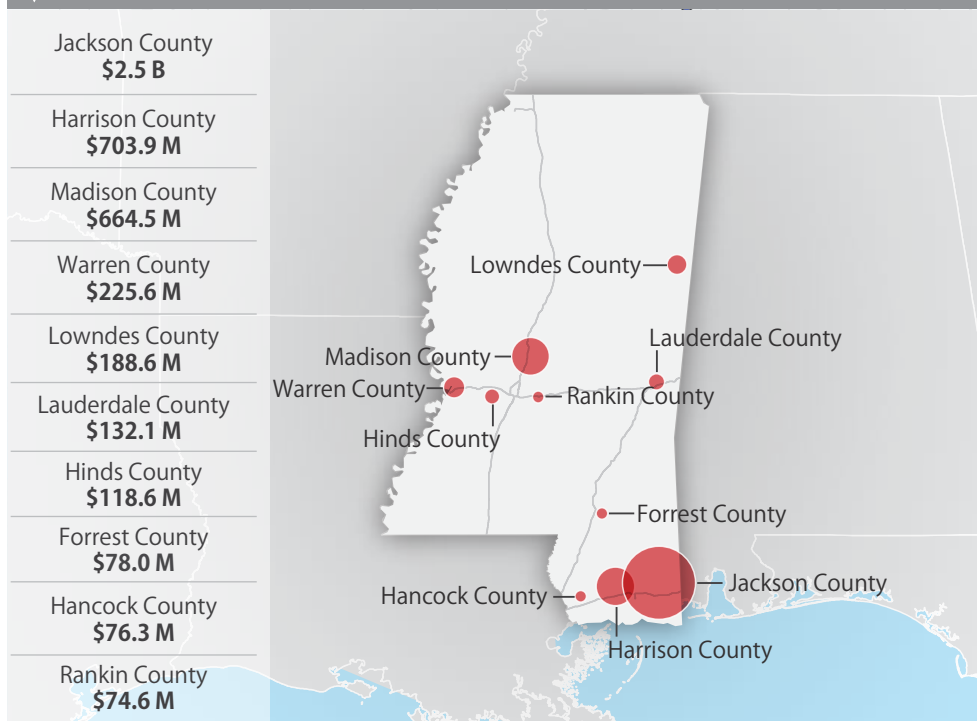 Jackson County
$2.5 B
Harrison County
$703.9 M
Madison County
$664.5 M
Warren County
$225.6 M
Lowndes County
$188.6 M
Lauderdale County
$132.1 M
Hinds County
$118.6 M
Forrest County
$78.0 M
Hancock County
$76.3 M
Rankin County
$74.6 M
Lowndes County
Lauderdale County
Madison County
Warren County
Rankin County
Hinds County
Forrest County
Jackson County
Hancock County
Harrison County